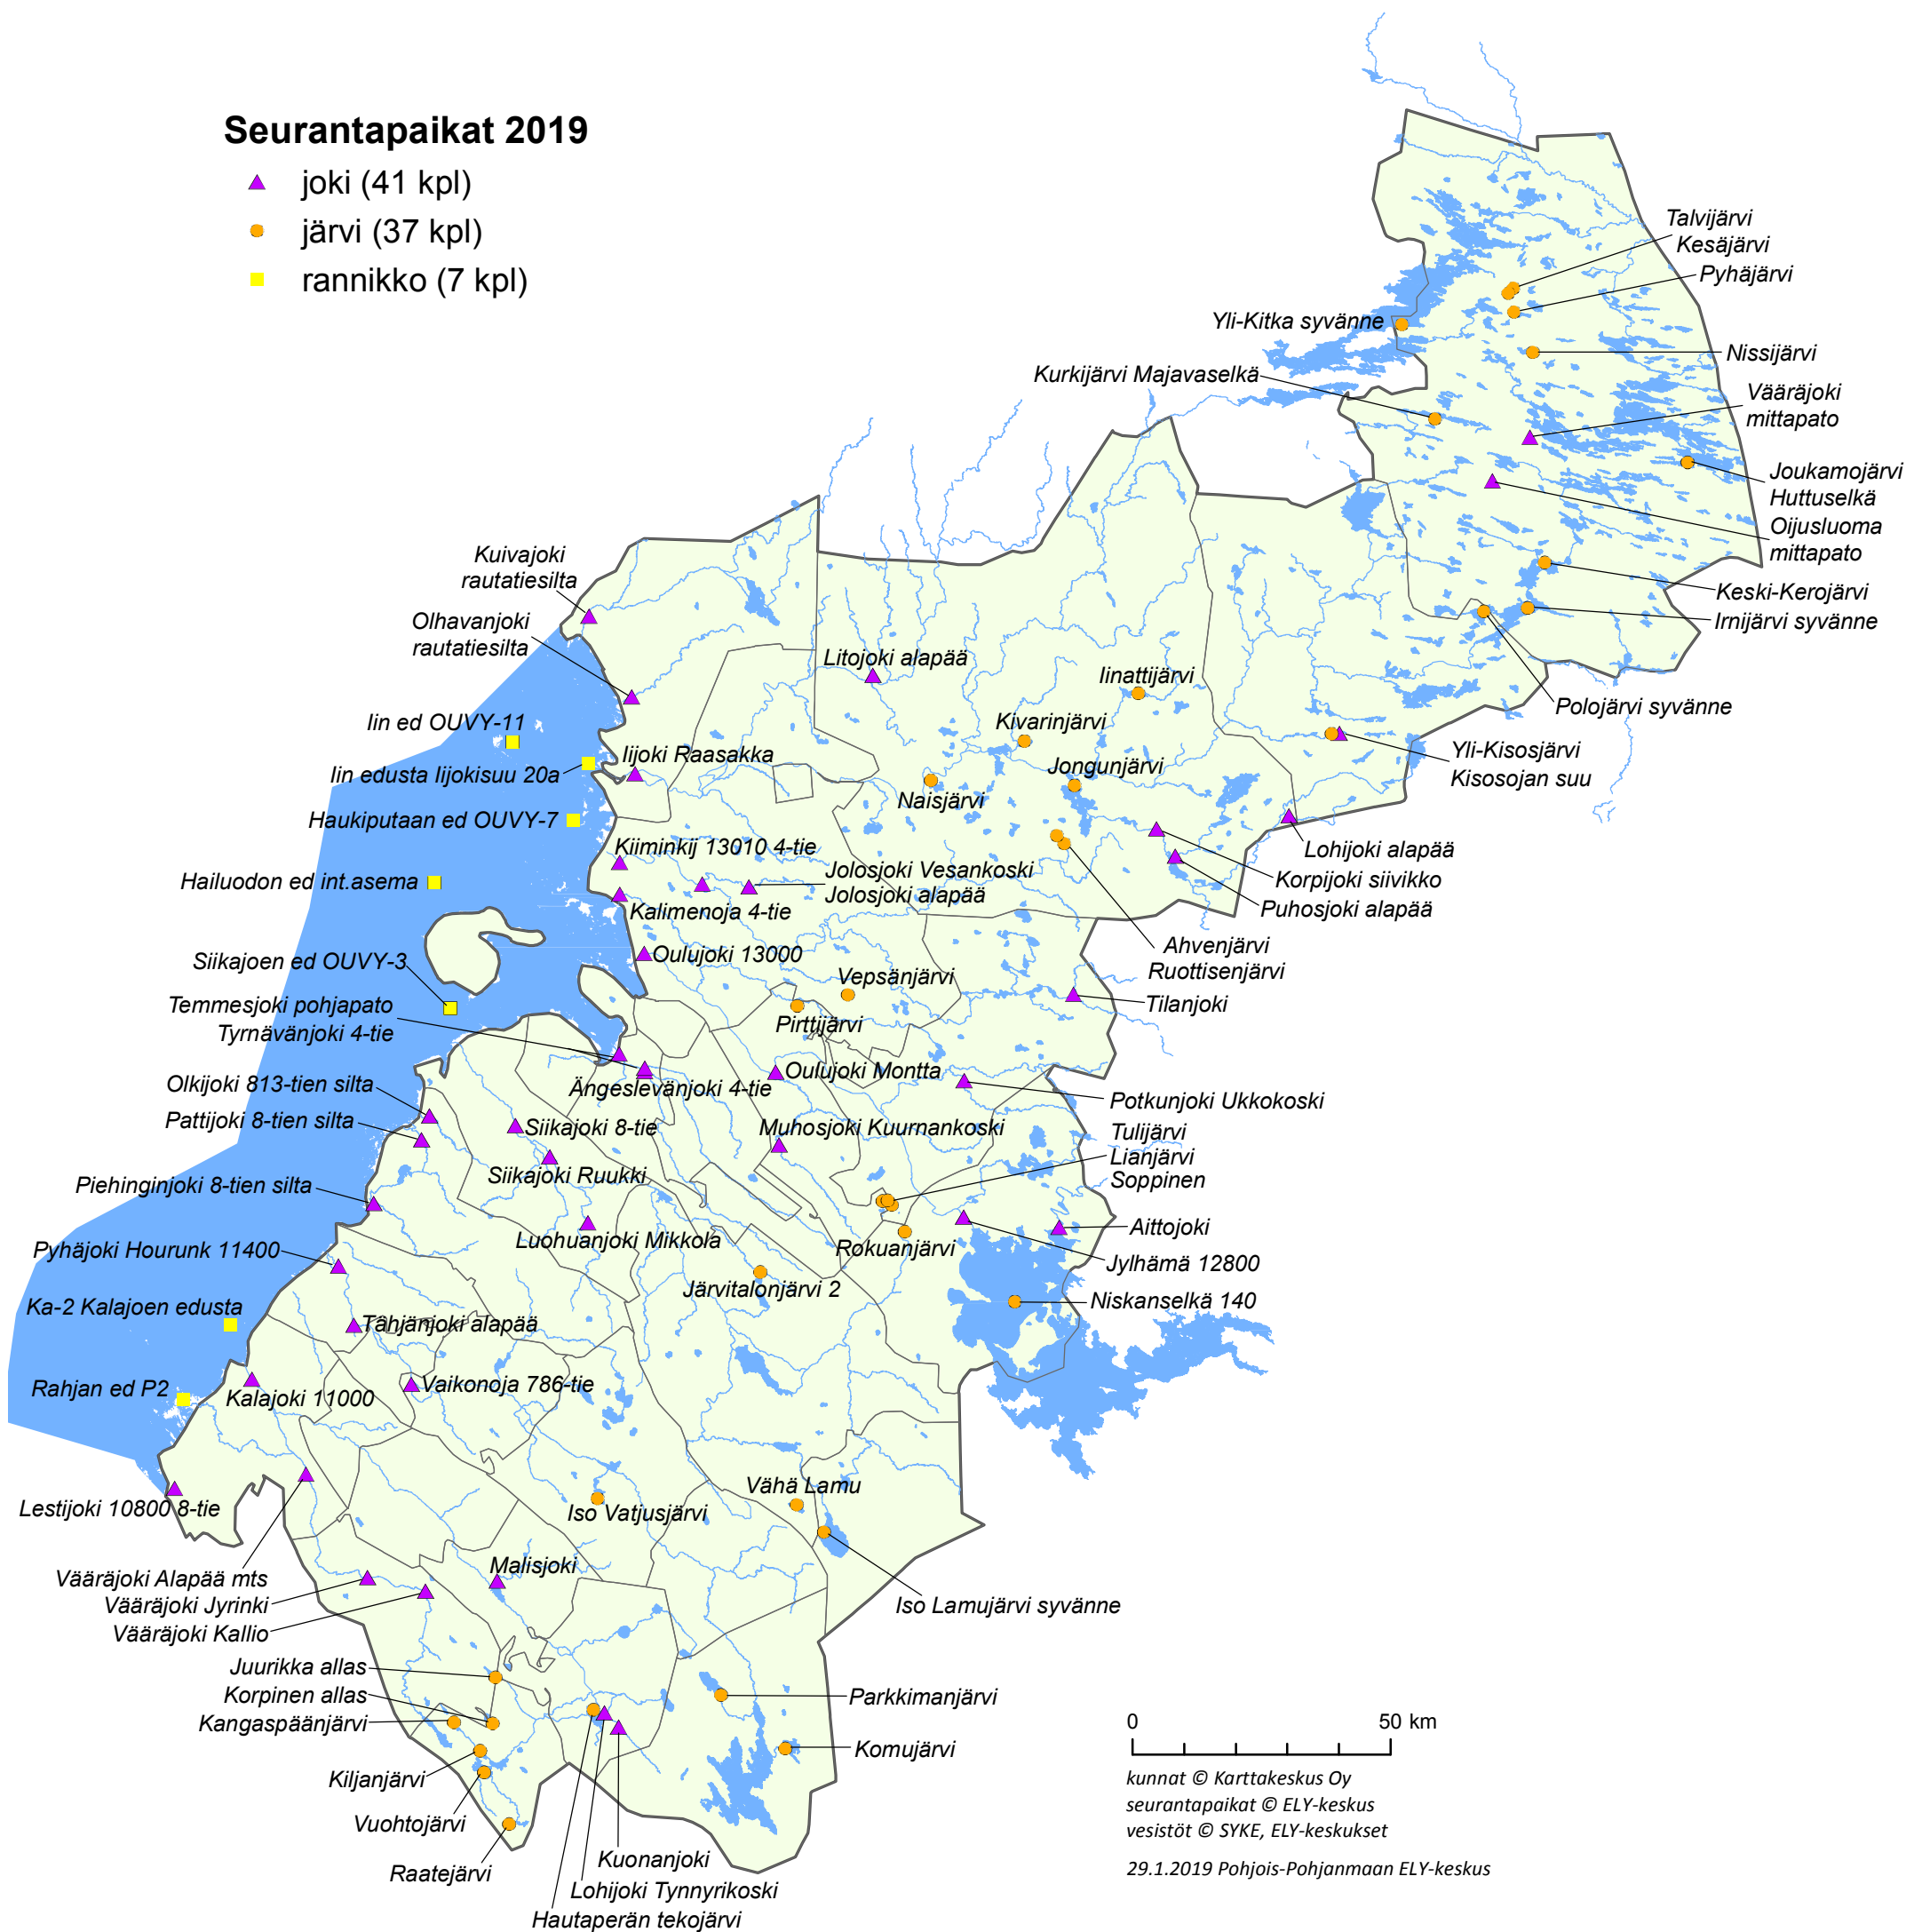 Seurantapaikat 2019
joki (41 kpl)
järvi (37 kpl)
rannikko (7 kpl)
Talvijärvi
Kesäjärvi
Pyhäjärvi
Yli-Kitka syvänne
Nissijärvi
Kurkijärvi Majavaselkä
Vääräjoki
mittapato
Joukamojärvi
Huttuselkä
Oijusluoma
mittapato
Kuivajoki
rautatiesilta
Keski-Kerojärvi
Irnijärvi syvänne
Olhavanjoki
rautatiesilta
Litojoki alapää
Iinattijärvi
Polojärvi syvänne
Iin ed OUVY-11
Kivarinjärvi
Iijoki Raasakka
Yli-Kisosjärvi
Kisosojan suu
Iin edusta Iijokisuu 20a
Jongunjärvi
Naisjärvi
Haukiputaan ed OUVY-7
Kiiminkij 13010 4-tie
Lohijoki alapää
Jolosjoki Vesankoski
Jolosjoki alapää
Korpijoki siivikko
Hailuodon ed int.asema
Kalimenoja 4-tie
Puhosjoki alapää
Ahvenjärvi
Ruottisenjärvi
Oulujoki 13000
Siikajoen ed OUVY-3
Vepsänjärvi
Tilanjoki
Temmesjoki pohjapato
Tyrnävänjoki 4-tie
Pirttijärvi
Oulujoki Montta
Olkijoki 813-tien silta
Ängeslevänjoki 4-tie
Potkunjoki Ukkokoski
Pattijoki 8-tien silta
Siikajoki 8-tie
Muhosjoki Kuurnankoski
Tulijärvi
Lianjärvi
Soppinen
Siikajoki Ruukki
Piehinginjoki 8-tien silta
Aittojoki
Luohuanjoki Mikkola
Rokuanjärvi
Pyhäjoki Hourunk 11400
Jylhämä 12800
Järvitalonjärvi 2
Niskanselkä 140
Ka-2 Kalajoen edusta
Tähjänjoki alapää
Rahjan ed P2
Kalajoki 11000
Vaikonoja 786-tie
Vähä Lamu
Lestijoki 10800 8-tie
Iso Vatjusjärvi
Malisjoki
Vääräjoki Alapää mts
Vääräjoki Jyrinki
Vääräjoki Kallio
Iso Lamujärvi syvänne
Juurikka allas
Korpinen allas
Kangaspäänjärvi
Parkkimanjärvi
Komujärvi
Kiljanjärvi
Vuohtojärvi
Raatejärvi
Kuonanjoki
Lohijoki Tynnyrikoski
Hautaperän tekojärvi
0 50 km
kunnat © Karttakeskus Oy
seurantapaikat © ELY-keskus
vesistöt © SYKE, ELY-keskukset
29.1.2019 Pohjois-Pohjanmaan ELY-keskus